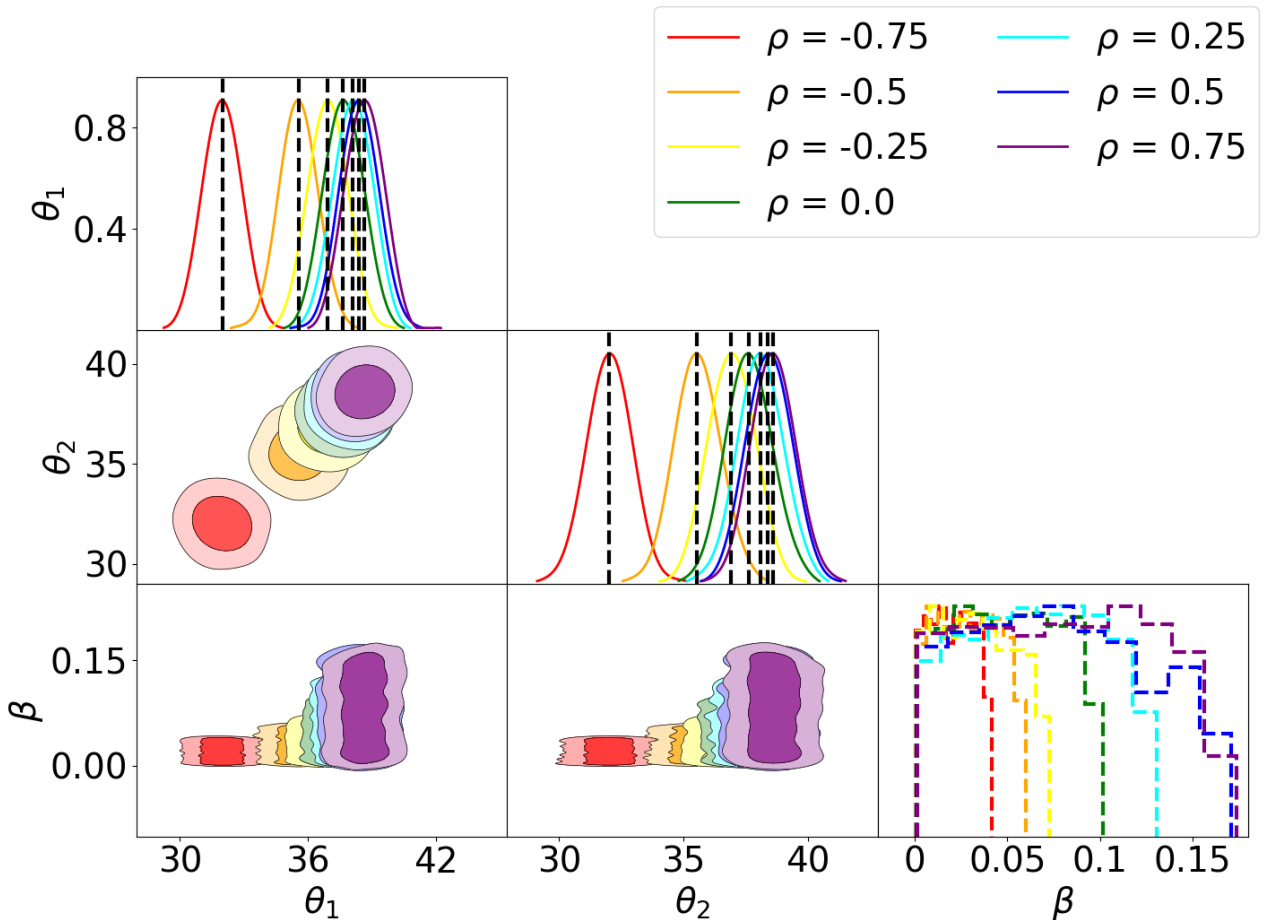 ρ = -0.75
ρ = 0.25
ρ = -0.5
ρ = 0.5
ρ = -0.25
ρ = 0.75
ρ = 0.0
0.8
0.4
θ₁
40
35
30
θ₂
0.15
0.00
β
30 36 42
θ₁
30 35 40
θ₂
0 0.05 0.1 0.15
β